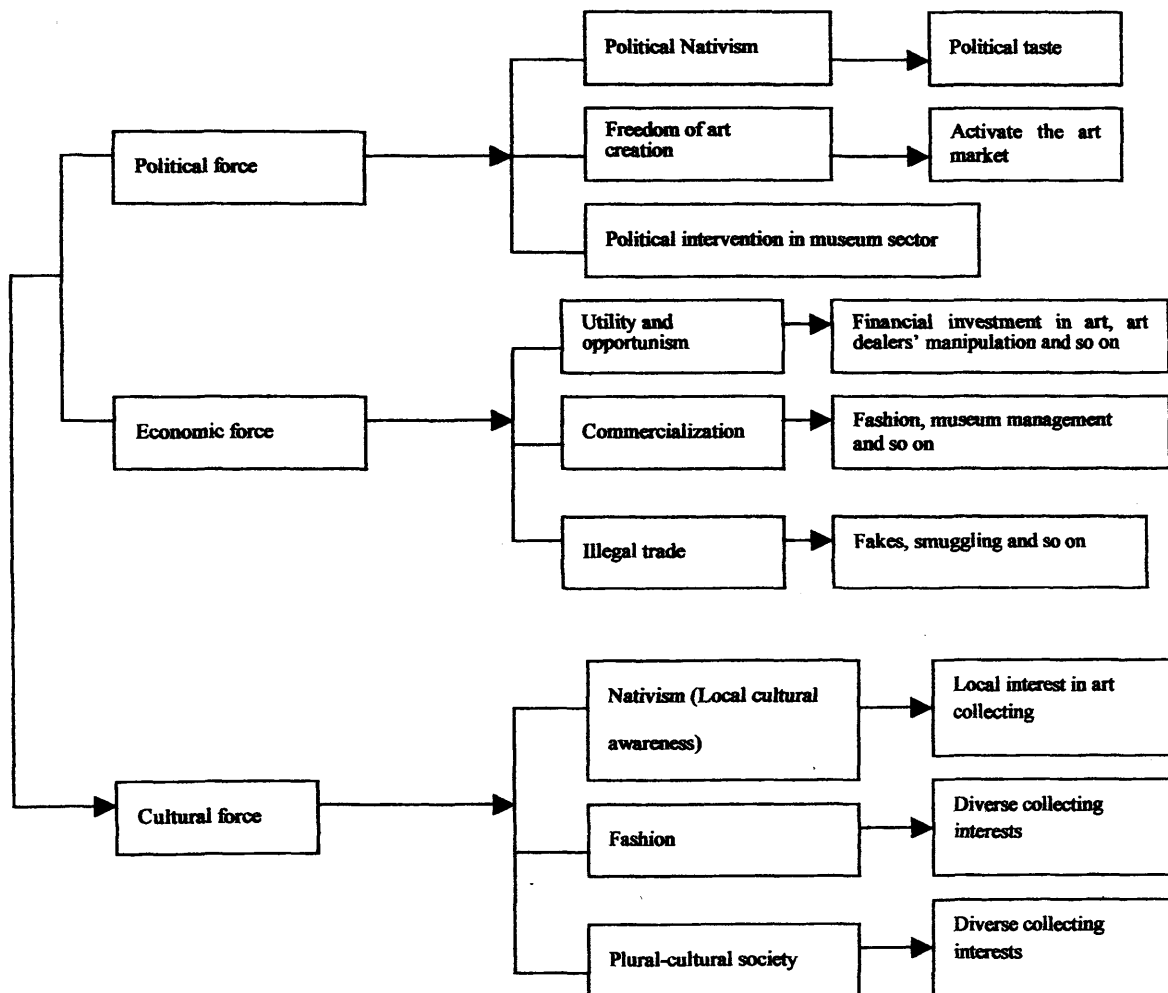 Political Nativism
Political taste
Freedom of art
creation
Activate the art
market
Political force
Political intervention in museum sector
Utility and
opportunism
Financial investment in art, art
dealers' manipulation and so on
Economic force
Commercialization
Fashion, museum management
and so on
Illegal trade
Fakes, smuggling and so on
Nativism (Local cultural
awareness)
Local interest in art
collecting
Cultural force
Fashion
Diverse collecting
interests
Plural-cultural society
Diverse collecting
interests